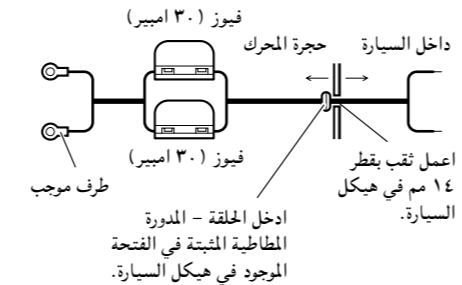 فيوز (٣٠ امبير)
داخل السيارة
حجرة المحرك
فيوز (٣٠ امبير)
طرف موجب
اعمل ثقب بقطر
١٤ مم في هيكل
السيارة.
ادخل الحلقة – المدورة
المطاطية المثبتة في الفتحة
الموجود في هيكل السيارة.